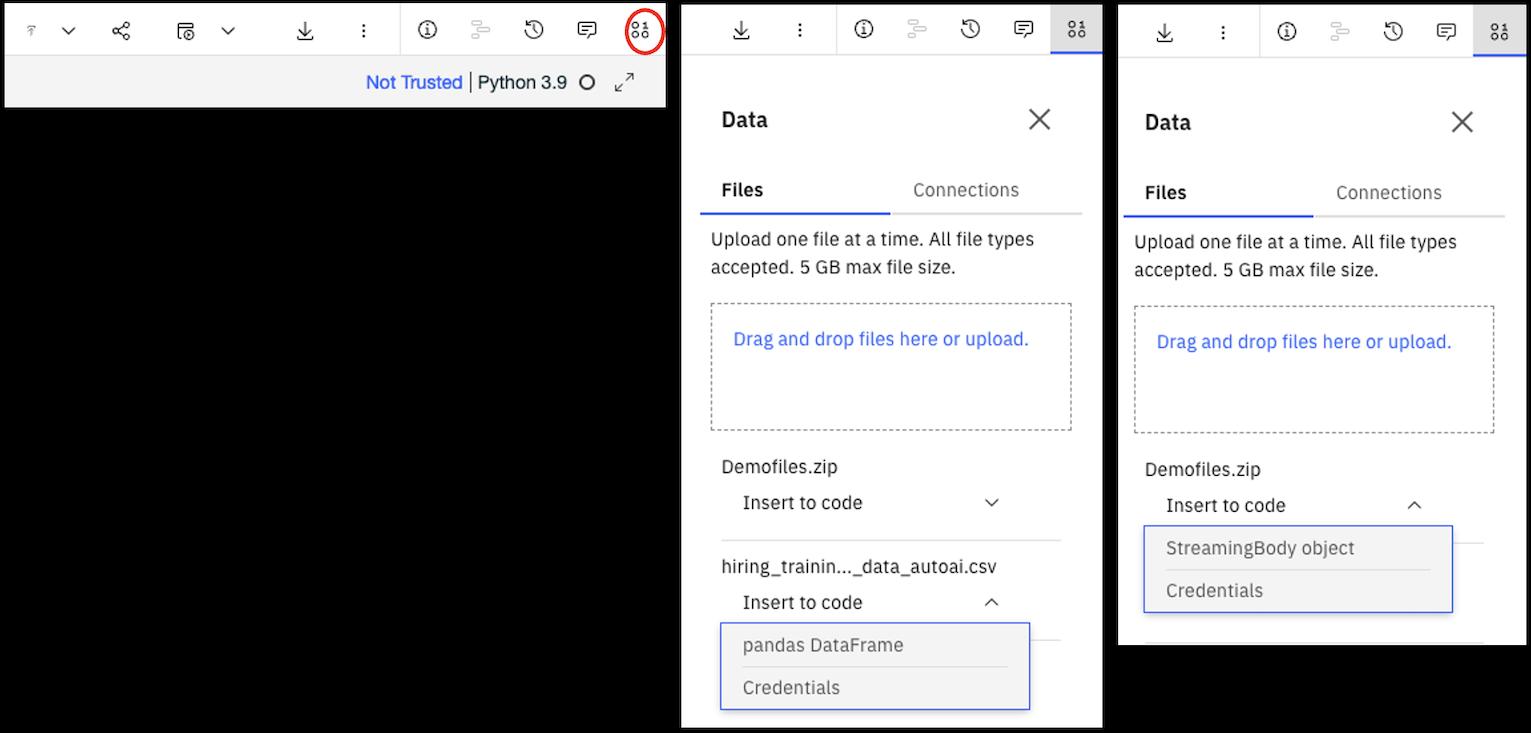 Not Trusted | Python 3.9
Data
Files Connections
Upload one file at a time. All file types
accepted. 5 GB max file size.
Drag and drop files here or upload.
Demofiles.zip
Insert to code
hiring_trainin..._data_autoai.csv
Insert to code
pandas DataFrame
Credentials
Data
Files Connections
Upload one file at a time. All file types
accepted. 5 GB max file size.
Drag and drop files here or upload.
Demofiles.zip
Insert to code
StreamingBody object
Credentials